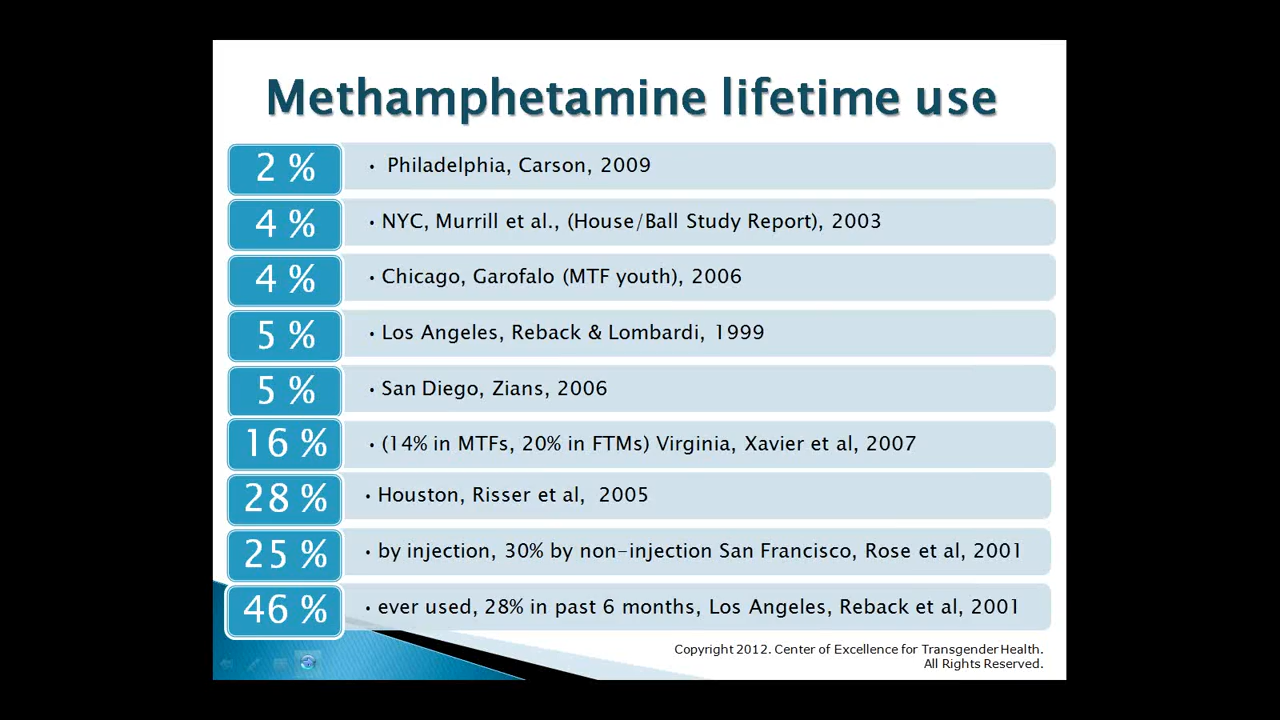 Methamphetamine lifetime use
2 % • Philadelphia, Carson, 2009
4 % • NYC, Murrill et al., (House/Ball Study Report), 2003
4 % • Chicago, Garofalo (MTF youth), 2006
5 % • Los Angeles, Reback & Lombardi, 1999
5 % • San Diego, Zians, 2006
16 % • (14% in MTFs, 20% in FTMs) Virginia, Xavier et al, 2007
28 % • Houston, Risser et al, 2005
25 % • by injection, 30% by non-injection San Francisco, Rose et al, 2001
46 % • ever used, 28% in past 6 months, Los Angeles, Reback et al, 2001
Copyright 2012. Center of Excellence for Transgender Health.
All Rights Reserved.